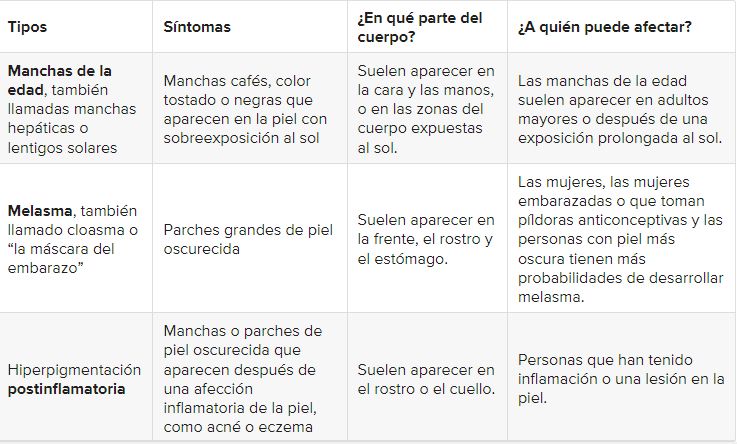 Tipos
Síntomas
¿En qué parte del
cuerpo?
¿A quién puede afectar?
Manchas de la
edad, también
llamadas manchas
hepáticas o
lentigos solares
Manchas cafés, color
tostado o negras que
aparecen en la piel con
sobreexposición al sol
Suelen aparecer en
la cara y las manos,
o en las zonas del
cuerpo expuestas
al sol.
Las manchas de la edad
suelen aparecer en adultos
mayores o después de una
exposición prolongada al sol.
Melasma, también
llamado cloasma o
“la máscara del
embarazo”
Parches grandes de piel
oscurecida
Suelen aparecer en
la frente, el rostro y
el estómago.
Las mujeres, las mujeres
embarazadas o que toman
píldoras anticonceptivas y las
personas con piel más
oscura tienen más
probabilidades de desarrollar
melasma.
Hiperpigmentación
postinflamatoria
Manchas o parches de
piel oscurecida que
aparecen después de
una afección
inflamatoria de la piel,
como acné o eczema
Suelen aparecer en
el rostro o el cuello.
Personas que han tenido
inflamación o una lesión en la
piel.